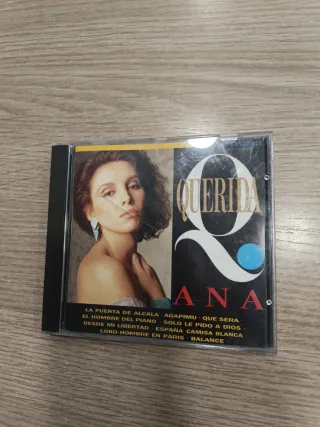 Q
QUERIDA
ANA
LA PUERTA DE ALCALA · AGAPIMU · QUE SERA
EL HOMBRE DEL PIANO · SOLO LE PIDO A DIOS ·
DESDE MI LIBERTAD · ESPAÑA CAMISA BLANCA
LOBO-HOMBRE EN PARIS · BALANCE